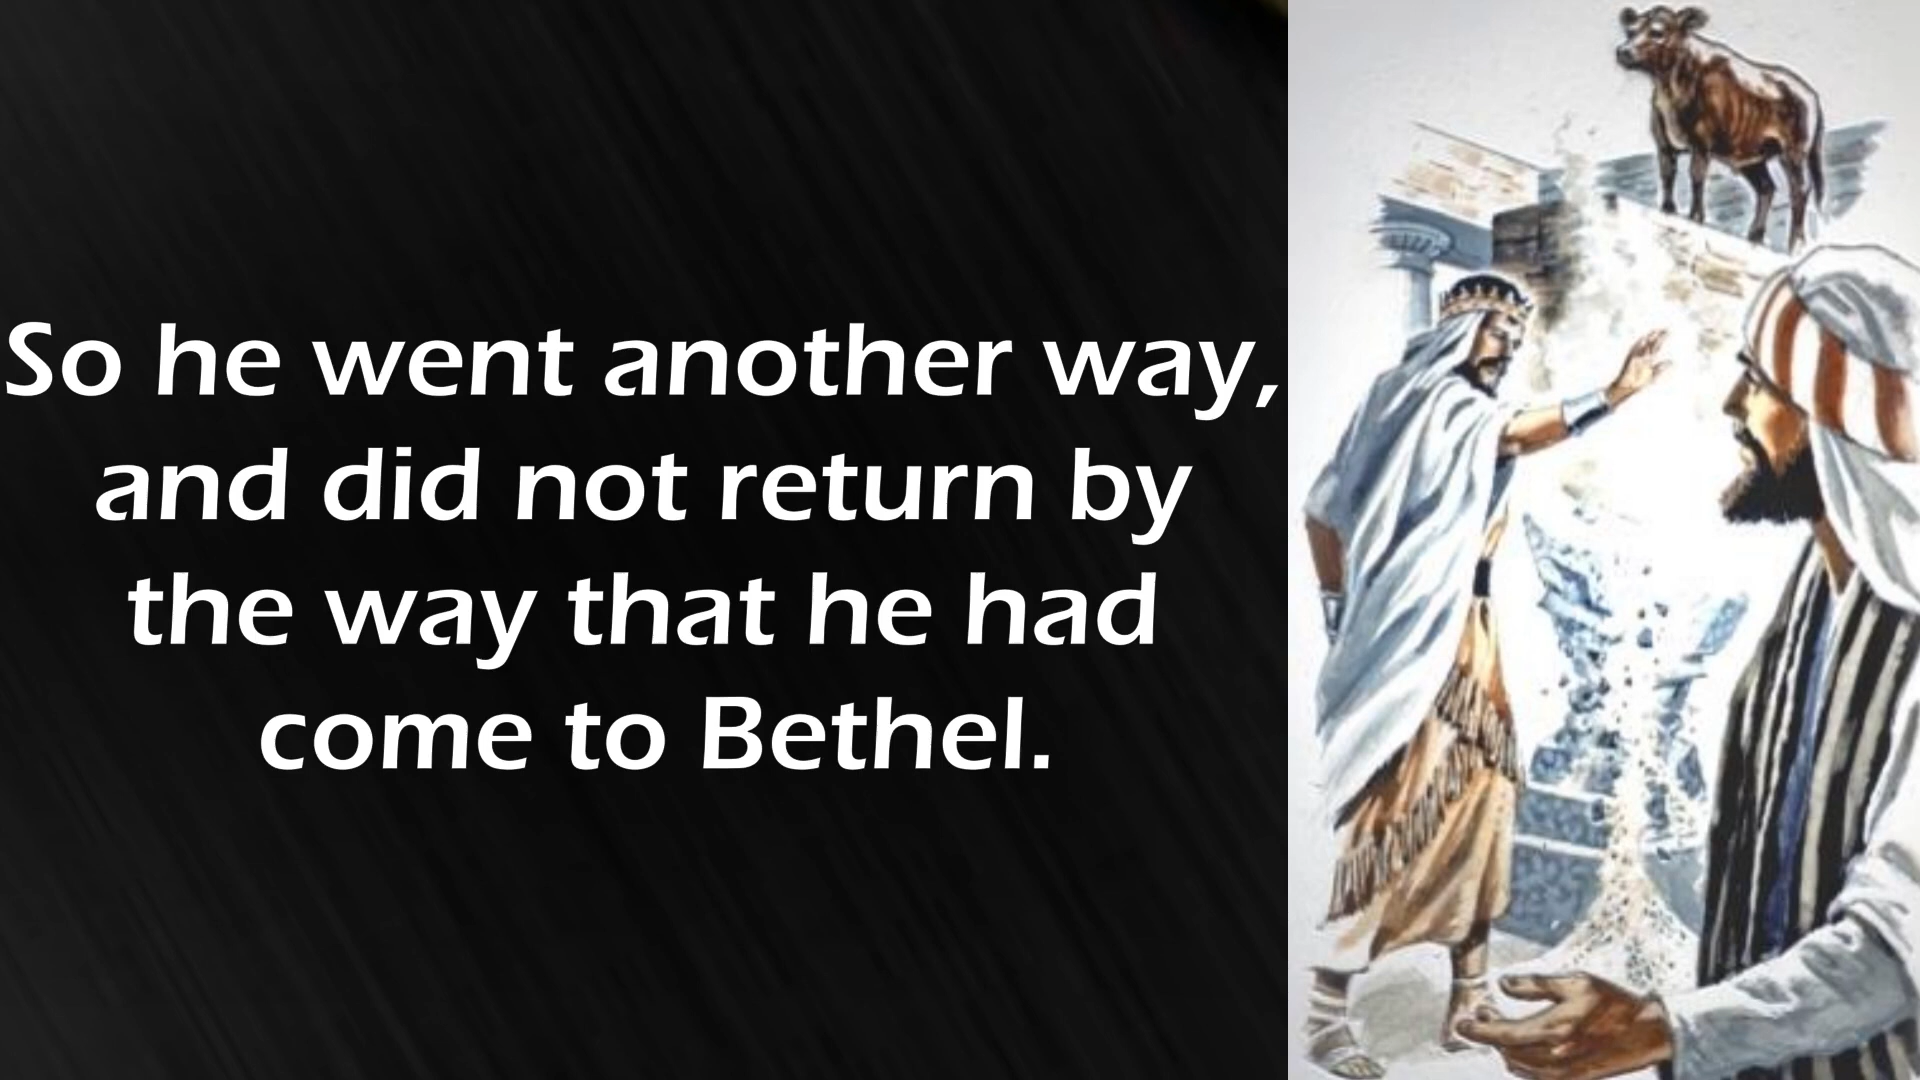 So he went another way,
and did not return by
the way that he had
come to Bethel.